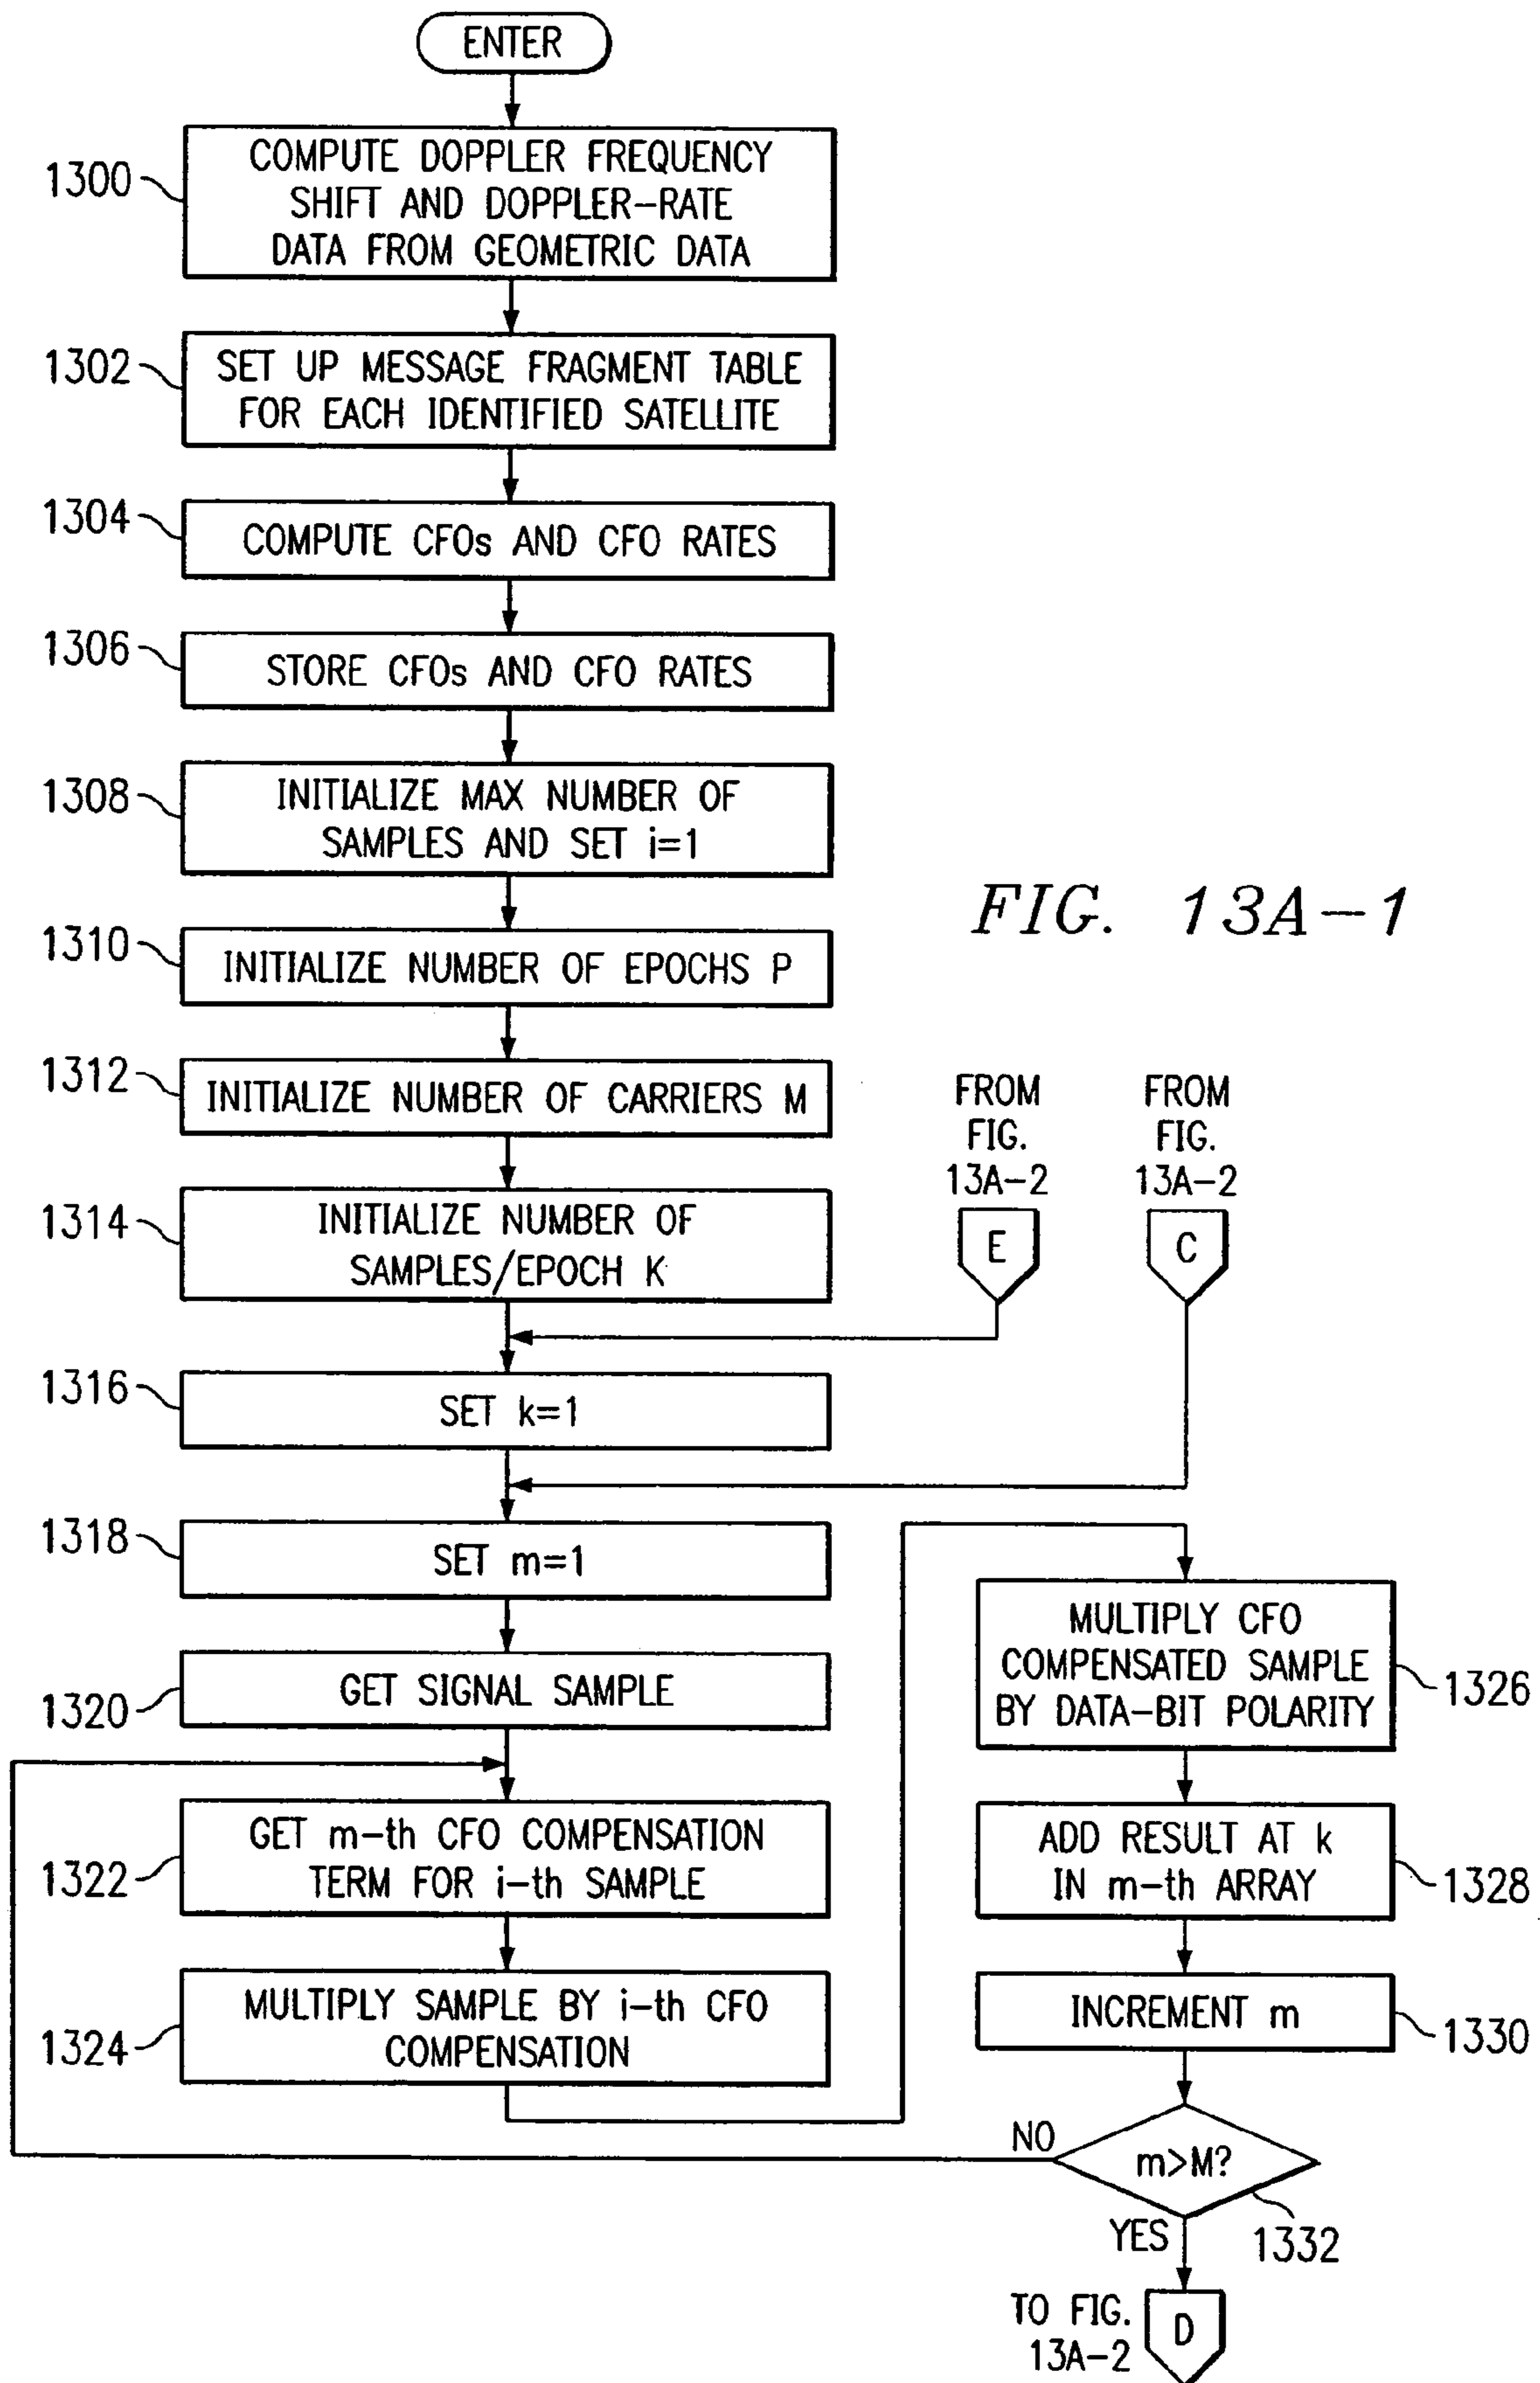 ENTER
1300
COMPUTE DOPPLER FREQUENCY
SHIFT AND DOPPLER-RATE
DATA FROM GEOMETRIC DATA
1302
SET UP MESSAGE FRAGMENT TABLE
FOR EACH IDENTIFIED SATELLITE
1304
COMPUTE CFOs AND CFO RATES
1306
STORE CFOs AND CFO RATES
1308
INITIALIZE MAX NUMBER OF
SAMPLES AND SET i=1
FIG. 13A-1
1310
INITIALIZE NUMBER OF EPOCHS P
1312
INITIALIZE NUMBER OF CARRIERS M
1314
INITIALIZE NUMBER OF
SAMPLES/EPOCH K
FROM
FIG.
13A-2
E
FROM
FIG.
13A-2
C
1316
SET k=1
1318
SET m=1
1320
GET SIGNAL SAMPLE
1322
GET m-th CFO COMPENSATION
TERM FOR i-th SAMPLE
1324
MULTIPLY SAMPLE BY i-th CFO
COMPENSATION
MULTIPLY CFO
COMPENSATED SAMPLE
BY DATA-BIT POLARITY
1326
ADD RESULT AT k
IN m-th ARRAY
1328
INCREMENT m
1330
NO
m>M?
1332
YES
TO FIG.
13A-2
D